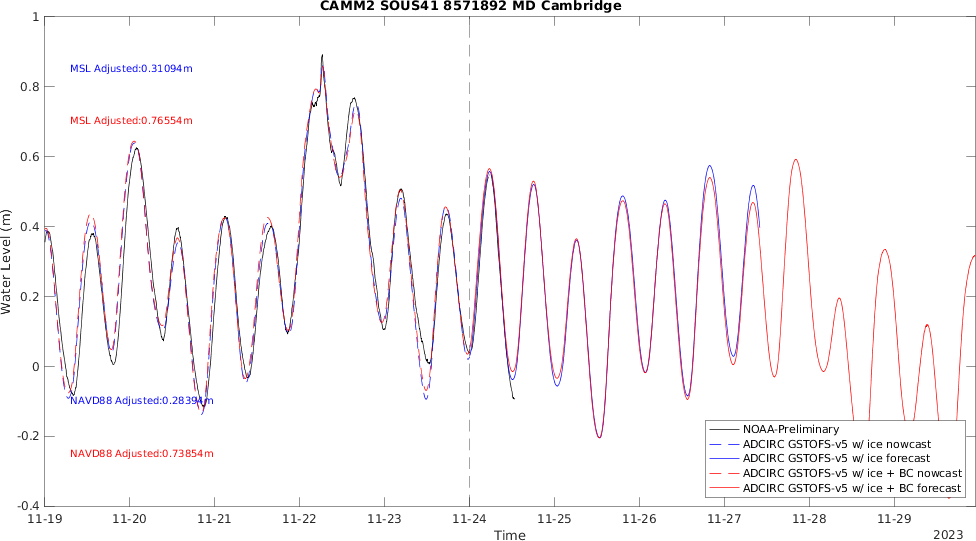 CAMM2 SOUS41 8571892 MD Cambridge
1
MSL Adjusted:0.31094m
0.8
MSL Adjusted:0.76554m
0.6
0.4
Water Level (m)
0.2
0
NAVD88 Adjusted:0.28394m
-0.2
NAVD88 Adjusted:0.73854m
-0.4
NOAA-Preliminary
ADCIRC GSTOFS-v5 w/ ice nowcast
ADCIRC GSTOFS-v5 w/ ice forecast
ADCIRC GSTOFS-v5 w/ ice + BC nowcast
ADCIRC GSTOFS-v5 w/ ice + BC forecast
11-19 11-20 11-21 11-22 11-23 11-24 11-25 11-26 11-27 11-28 11-29
Time
2023